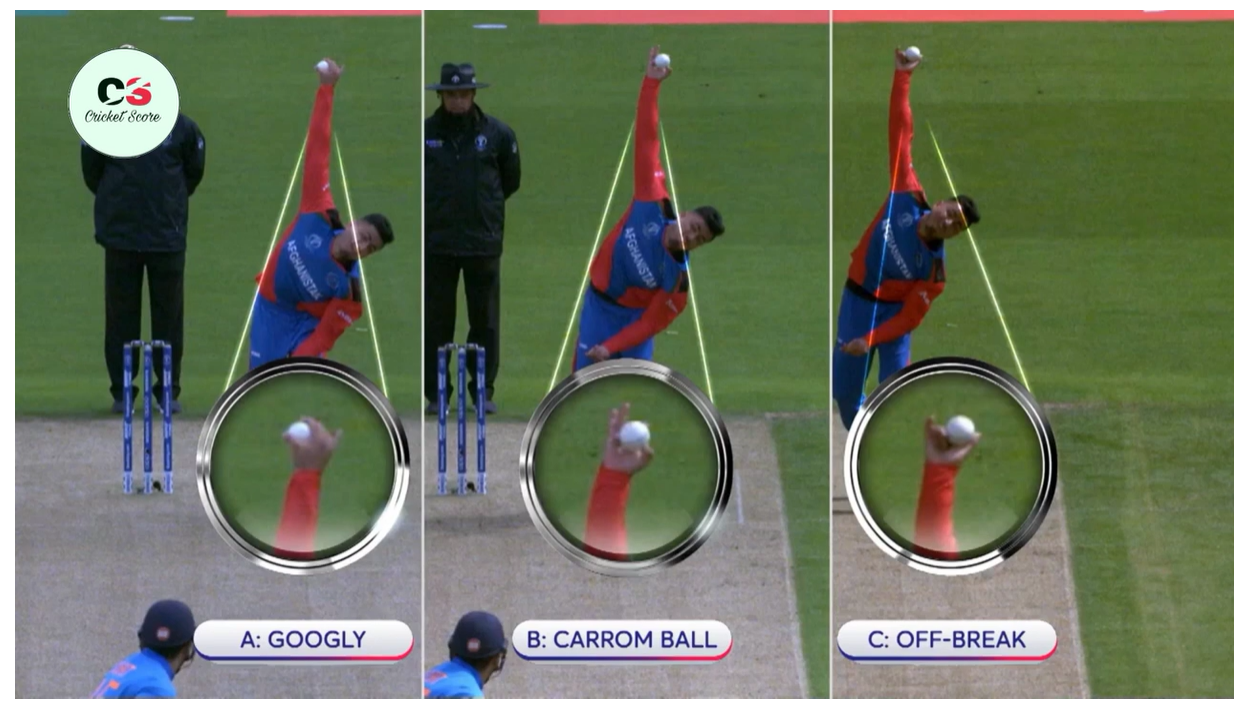 CS
Cricket Score
AFGHANISTAN
AFGHANISTAN
AFGHANISTAN
A: GOOGLY
B: CARROM BALL
C: OFF-BREAK